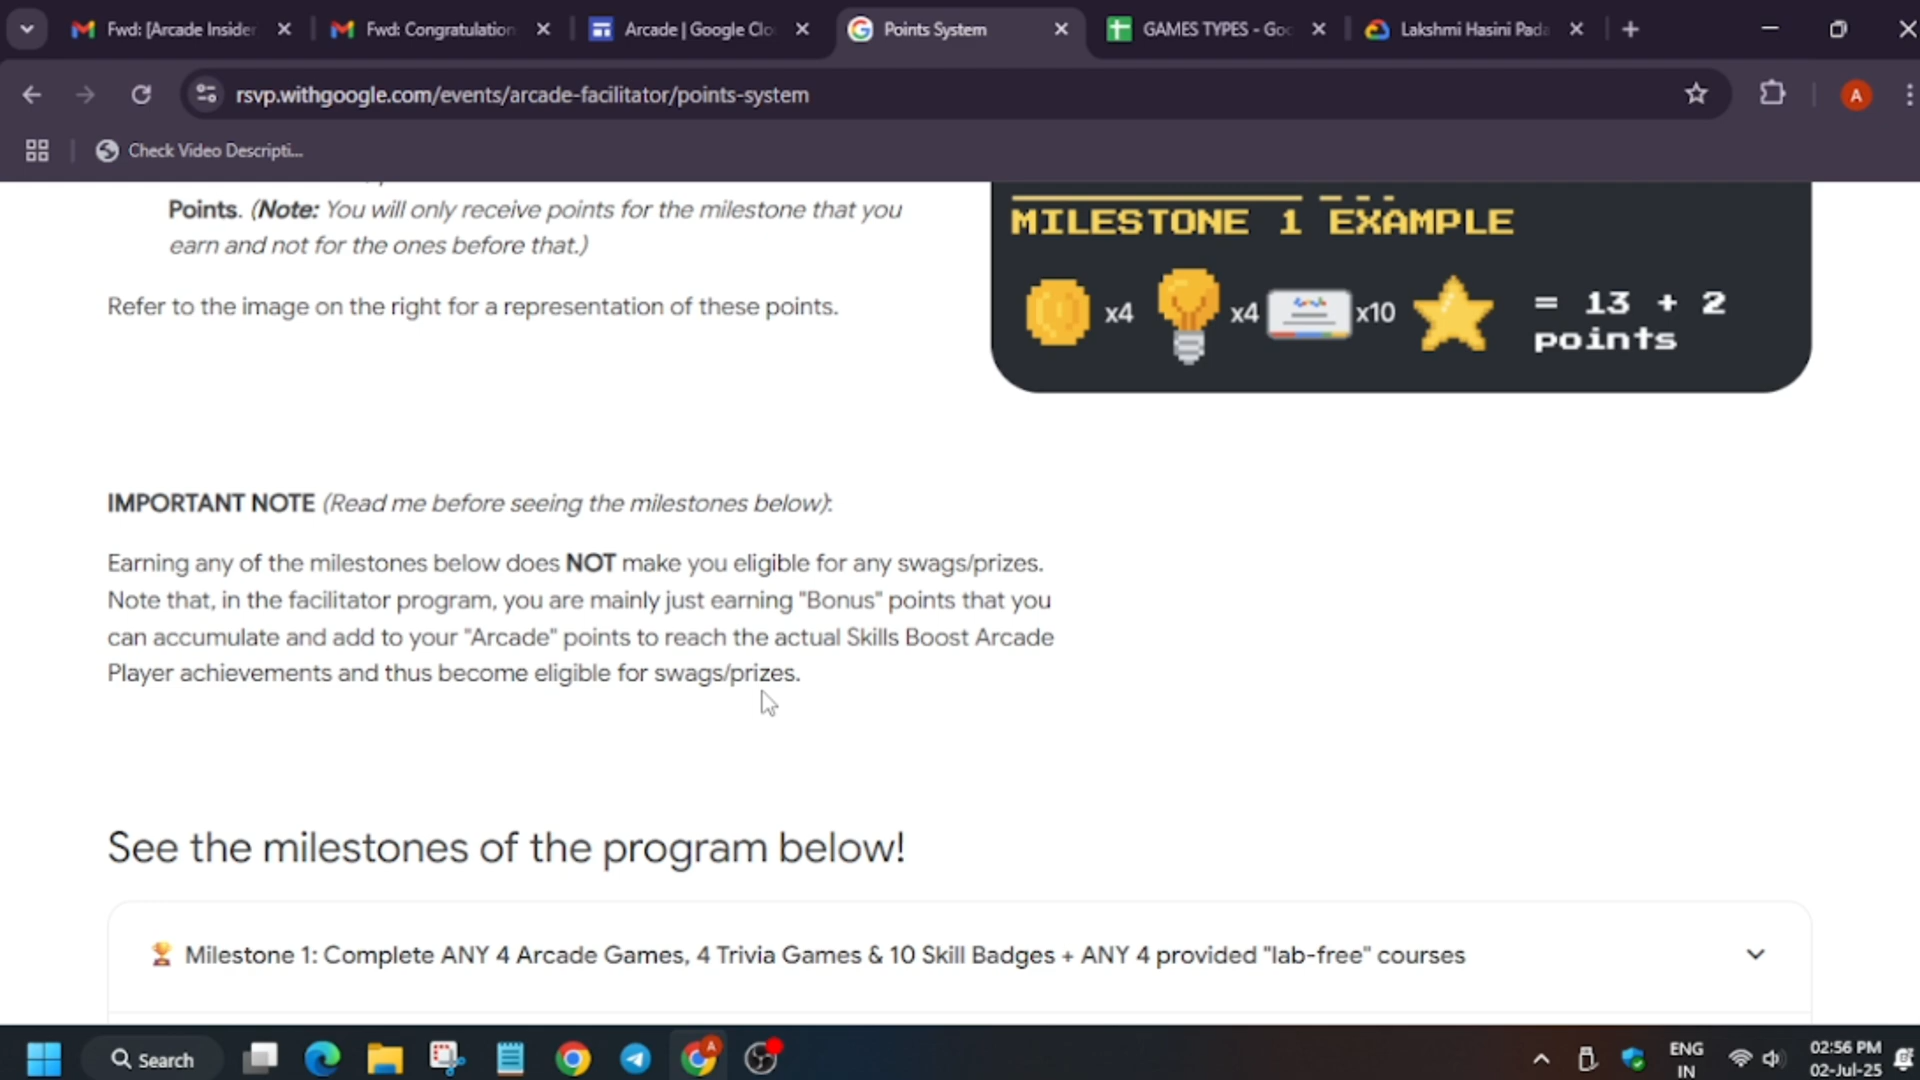 Fwd: [Arcade Insider
Fwd: Congratulation
Arcade | Google Clo
Points System
GAMES TYPES - Goo
Lakshmi Hasini Pada
rsvp.withgoogle.com/events/arcade-facilitator/points-system
A
Check Video Descripti...
Points. (Note: You will only receive points for the milestone that you
earn and not for the ones before that.)
Refer to the image on the right for a representation of these points.
MILESTONE 1 EXAMPLE
x4 x4 x10 = 13 + 2
points
IMPORTANT NOTE (Read me before seeing the milestones below):
Earning any of the milestones below does NOT make you eligible for any swags/prizes.
Note that, in the facilitator program, you are mainly just earning "Bonus" points that you
can accumulate and add to your "Arcade" points to reach the actual Skills Boost Arcade
Player achievements and thus become eligible for swags/prizes.
See the milestones of the program below!
Milestone 1: Complete ANY 4 Arcade Games, 4 Trivia Games & 10 Skill Badges + ANY 4 provided "lab-free" courses
Search
A
ENG
IN
02:56 PM
02-Jul-25